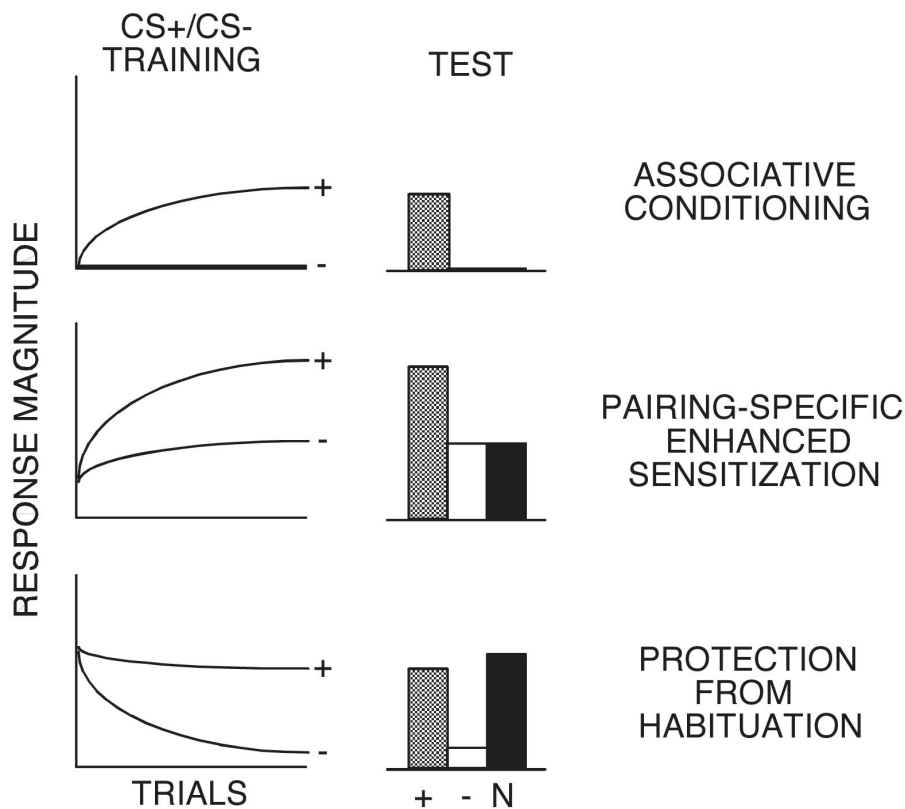 CS+/CS-
TRAINING
TEST
RESPONSE MAGNITUDE
+
-
ASSOCIATIVE
CONDITIONING
+
-
PAIRING-SPECIFIC
ENHANCED
SENSITIZATION
+
-
PROTECTION
FROM
HABITUATION
TRIALS
+ - N